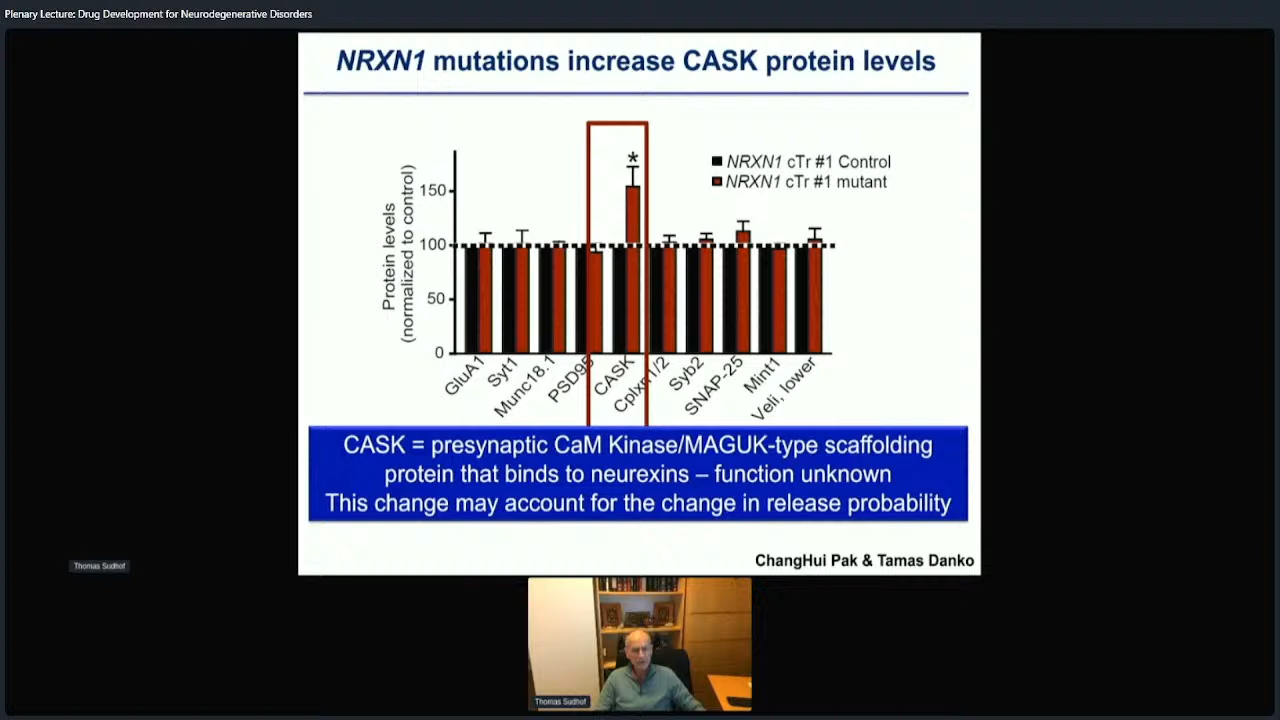 Plenary Lecture: Drug Development for Neurodegenerative Disorders
NRXN1 mutations increase CASK protein levels
Protein levels
(normalized to control)
150
100
50
0
*
NRXN1 cTr #1 Control
NRXN1 cTr #1 mutant
GluA1
Syt1
Munc18.1
PSD95
CASK
Cplxn1/2
Syb2
SNAP-25
Mint1
Veli, lower
CASK = presynaptic CaM Kinase/MAGUK-type scaffolding
protein that binds to neurexins – function unknown
This change may account for the change in release probability
ChangHui Pak & Tamas Danko
Thomas Sudhof
Thomas Sudhof